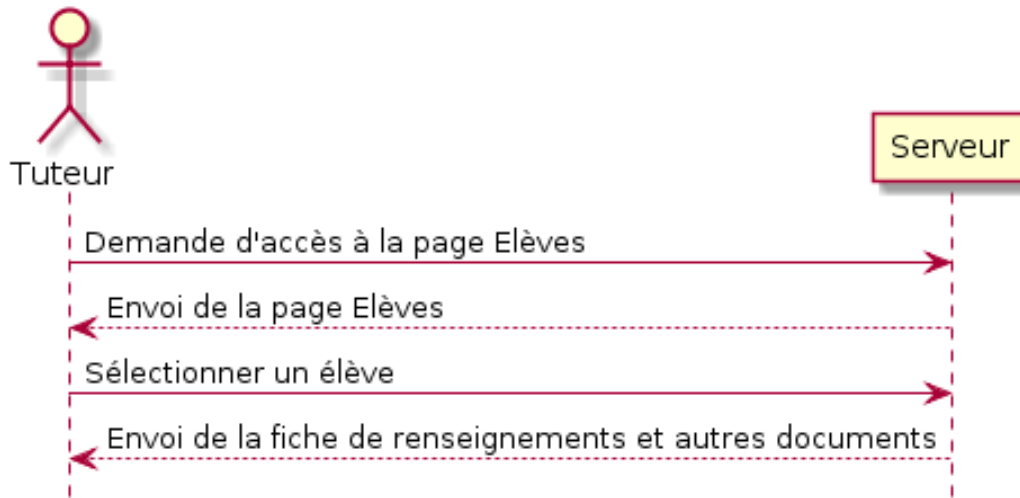 Tuteur
Serveur
Demande d'accès à la page Elèves
Envoi de la page Elèves
Sélectionner un élève
Envoi de la fiche de renseignements et autres documents